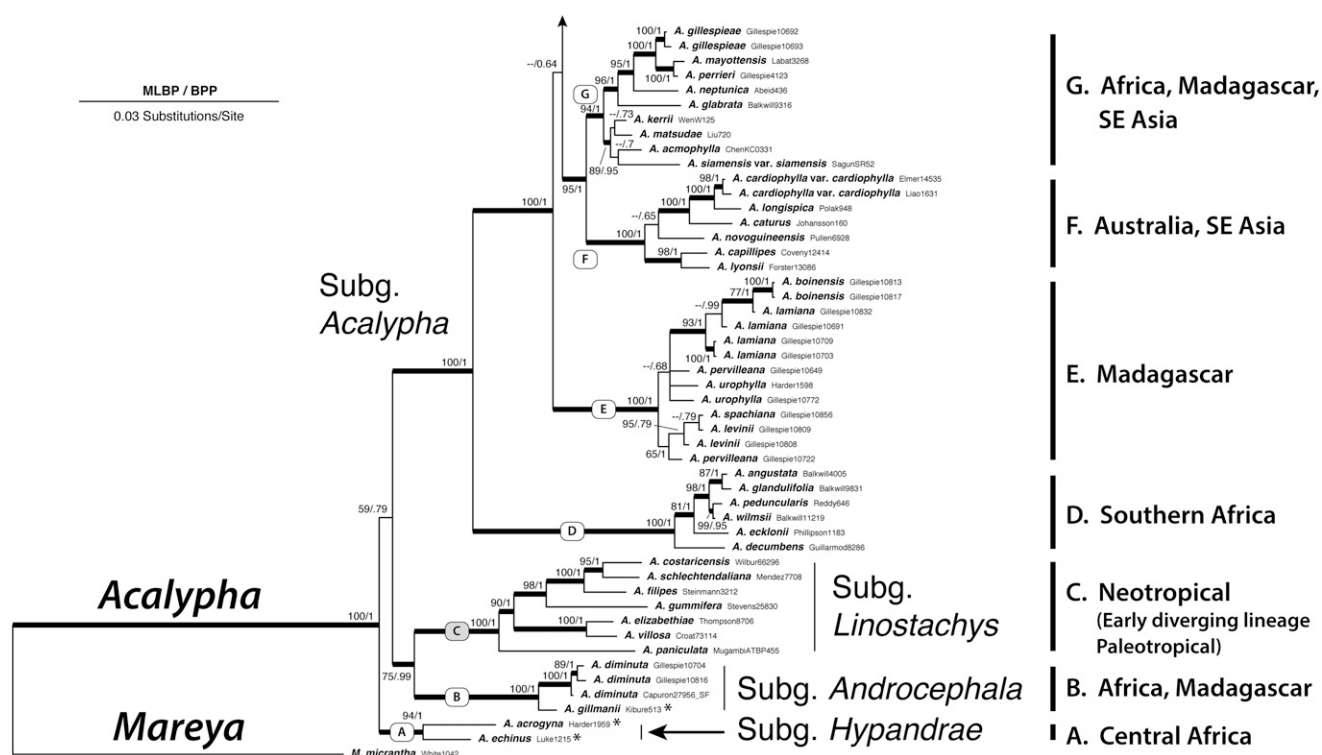 MLBP / BPP
0.03 Substitutions/Site
Subg.
Acalypha
Acalypha
Mareya
--/0.64
100/1
100/1
A. gillespieae Gillespie10692
A. gillespieae Gillespie10693
95/1
A. mayottensis Labat3268
100/1
A. perrieri Gillespie4123
96/1
A. neptunica Abeid436
G
A. glabrata Balkwill9316
94/1
--/.73
A. kerrii WenW125
A. matsudae Liu720
--/.7
A. acmophylla ChenKC0331
89/.95
A. siamensis var. siamensis SagunSR52
95/1
98/1
A. cardiophylla var. cardiophylla Elmer14535
100/1
A. cardiophylla var. cardiophylla Liao1631
100/1
A. longispica Polak948
--/.65
A. caturus Johansson160
100/1
A. novoguineensis Pullen6928
98/1
A. capillipes Coveny12414
F
A. lyonsii Forster13086
100/1
100/1
A. boinensis Gillespie10813
77/1
A. boinensis Gillespie10817
--/.99
A. lamiana Gillespie10832
93/1
A. lamiana Gillespie10691
A. lamiana Gillespie10709
100/1
A. lamiana Gillespie10703
--/.68
A. pervilleana Gillespie10649
A. urophylla Harder1598
A. urophylla Gillespie10772
100/1
E
--/.79
A. spachiana Gillespie10856
95/.79
A. levinii Gillespie10809
A. levinii Gillespie10808
65/1
A. pervilleana Gillespie10722
100/1
87/1
A. angustata Balkwill4005
98/1
A. glandulifolia Balkwill9831
81/1
A. peduncularis Reddy646
A. wilmsii Balkwill11219
99/.95
100/1
D
A. ecklonii Phillipson1183
A. decumbens Guillarmod8286
59/.79
95/1
A. costaricensis Wilbur66296
100/1
A. schlechtendaliana Mendez7708
98/1
A. filipes Steinmann3212
90/1
A. gummifera Stevens25830
100/1
A. elizabethiae Thompson8706
C
100/1
A. villosa Croat73114
A. paniculata MugambiATBP455
100/1
75/.99
89/1
A. diminuta Gillespie10704
100/1
A. diminuta Gillespie10816
B
100/1
A. diminuta Capuron27956_SF
A. gillmanii Kibure513 *
94/1
A
A. acrogyna Harder1959 *
A. echinus Luke1215 *
M. micrantha White1042
Subg.
Linostachys
Subg. Androcephala
Subg. Hypandrae
G. Africa, Madagascar,
SE Asia
F. Australia, SE Asia
E. Madagascar
D. Southern Africa
C. Neotropical
(Early diverging lineage
Paleotropical)
B. Africa, Madagascar
A. Central Africa